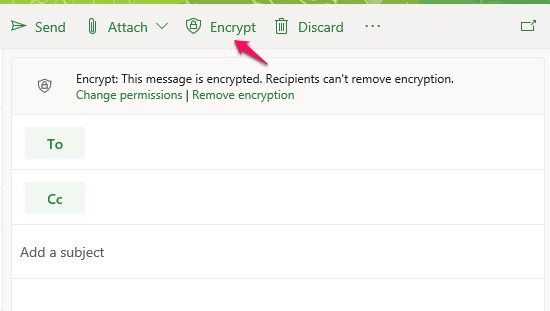 Send Attach Encrypt Discard ...
Encrypt: This message is encrypted. Recipients can't remove encryption.
Change permissions | Remove encryption
To
Cc
Add a subject